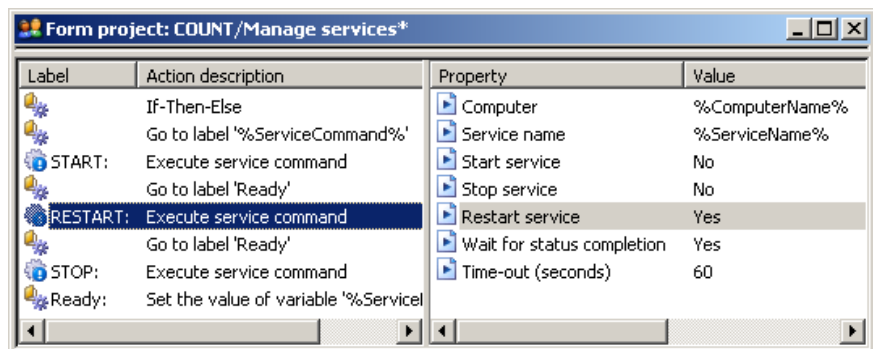 Form project: COUNT/Manage services*
Label Action description
If-Then-Else
Go to label '%ServiceCommand%'
START: Execute service command
Go to label 'Ready'
RESTART: Execute service command
Go to label 'Ready'
STOP: Execute service command
Ready: Set the value of variable '%Servicel
Property Value
Computer %ComputerName%
Service name %ServiceName%
Start service No
Stop service No
Restart service Yes
Wait for status completion Yes
Time-out (seconds) 60